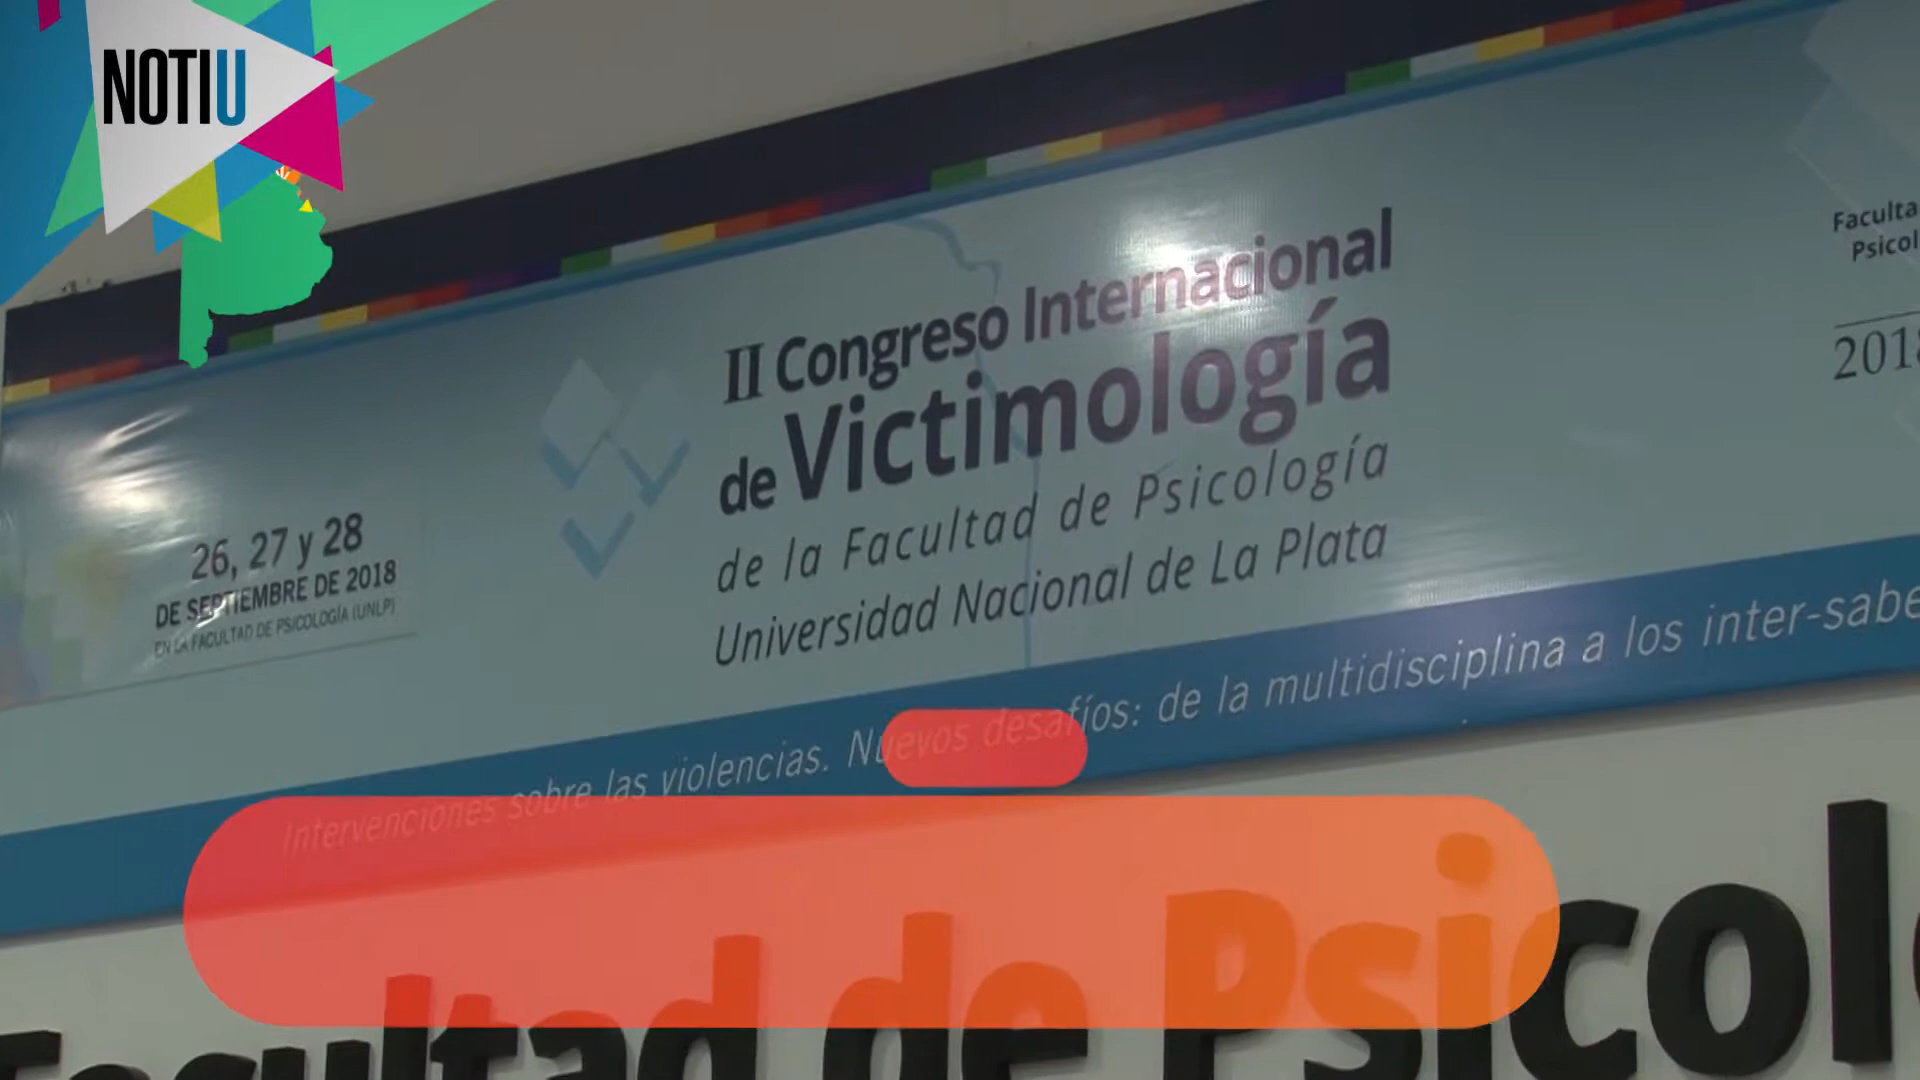 NOTIU
II Congreso Internacional
de Victimología
de la Facultad de Psicología
Universidad Nacional de La Plata
26, 27 y 28
DE SEPTIEMBRE DE 2018
EN LA FACULTAD DE PSICOLOGÍA (UNLP)
Faculta
Psicol
2018
Intervenciones sobre las violencias. Nuevos desafíos: de la multidisciplina a los inter-sabe
Facultad de Psicolo